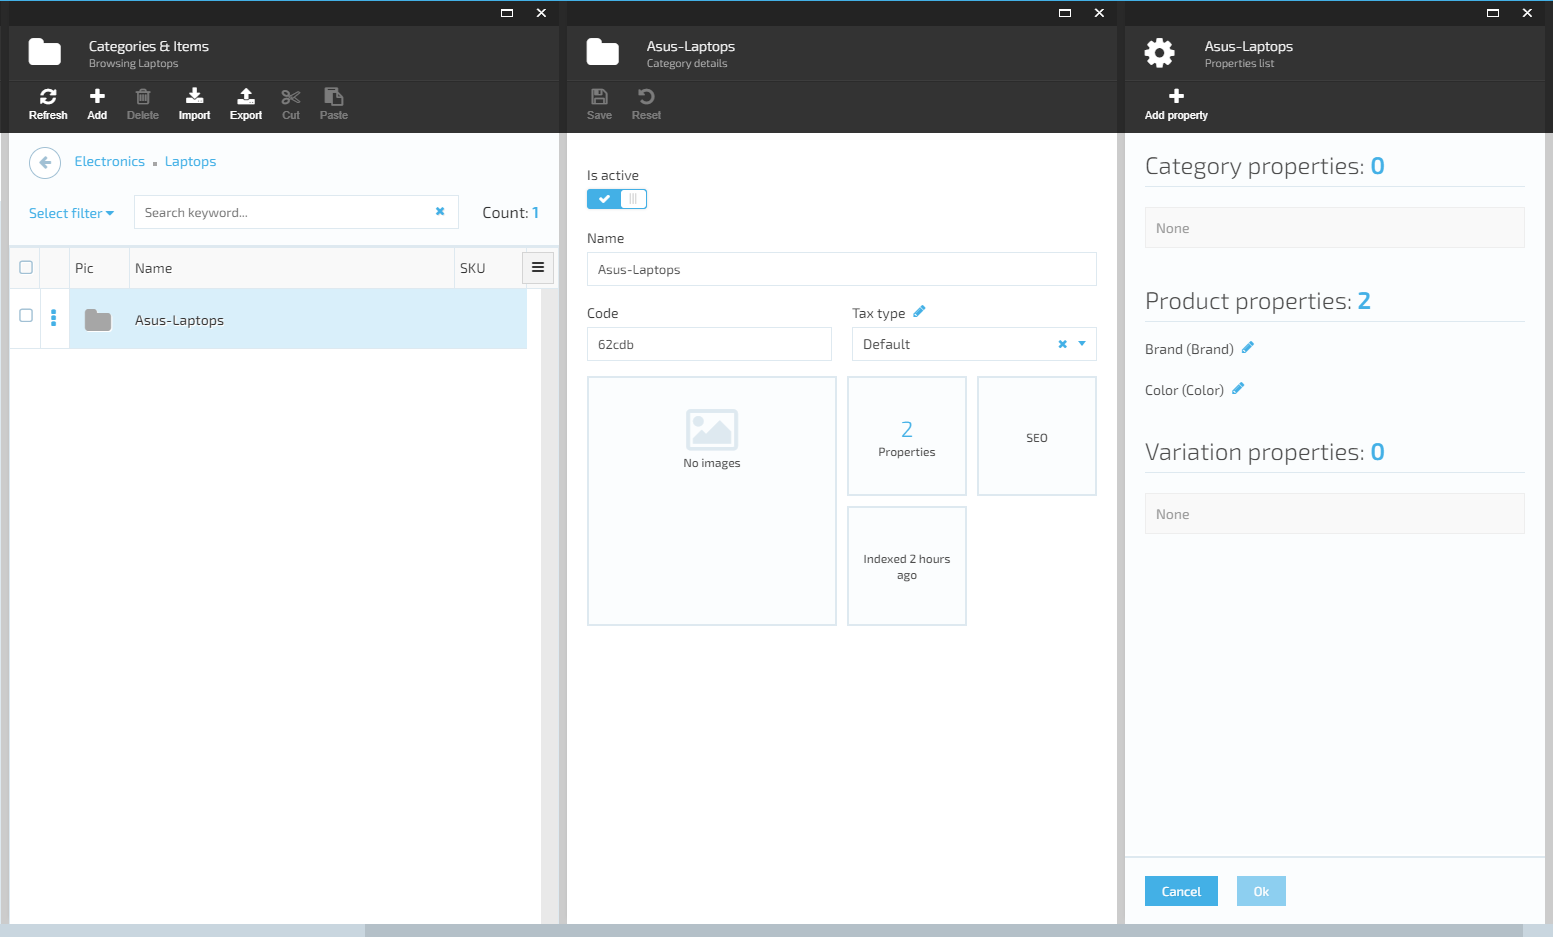 Categories & Items
Browsing Laptops
Refresh Add Delete Import Export Cut Paste
Electronics Laptops
Select filter Search keyword... Count: 1
Pic Name SKU
Asus-Laptops
Asus-Laptops
Category details
Save Reset
Is active
Name
Asus-Laptops
Code Tax type
62cdb Default
No images
2
Properties
SEO
Indexed 2 hours
ago
Asus-Laptops
Properties list
Add property
Category properties: 0
None
Product properties: 2
Brand (Brand)
Color (Color)
Variation properties: 0
None
Cancel Ok